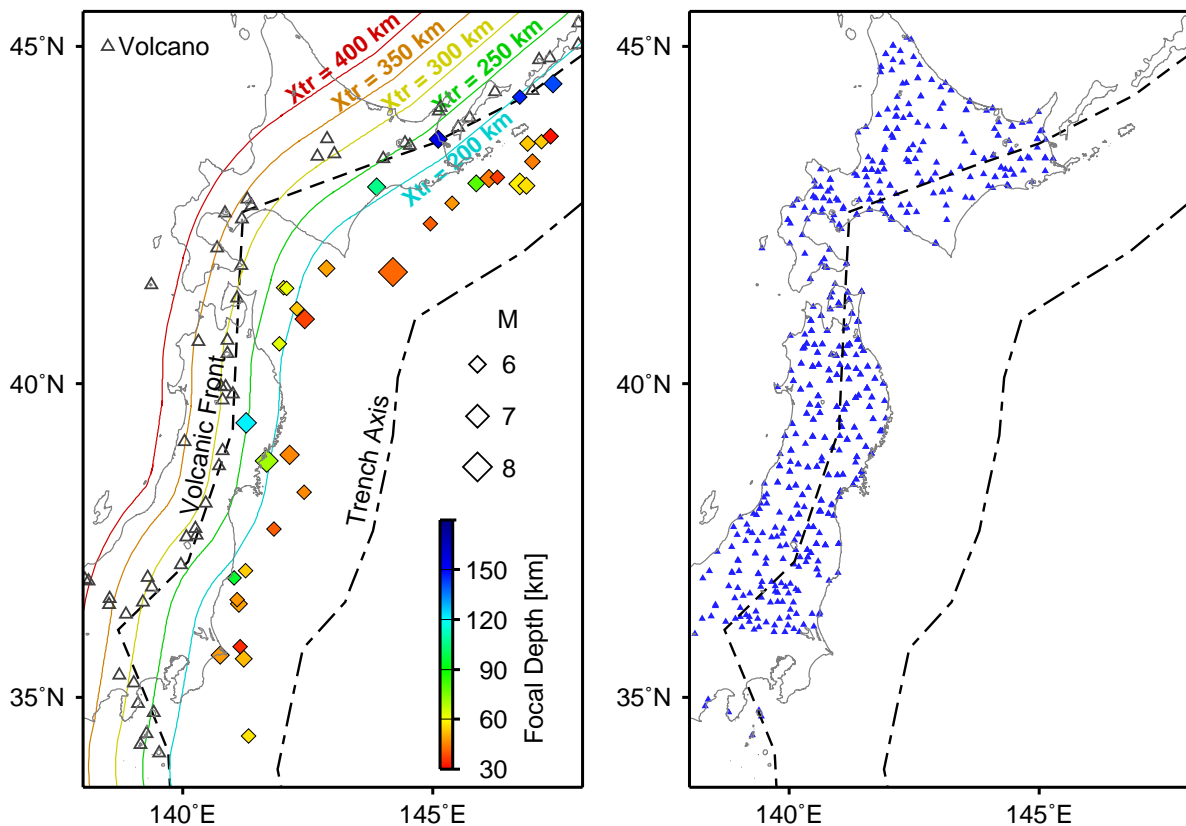 45°N
40°N
35°N
140°E
145°E
Volcano
Xtr = 400 km
Xtr = 350 km
Xtr = 300 km
Xtr = 250 km
Xtr = 200 km
Volcanic Front
Trench Axis
M
6
7
8
150
120
90
60
30
Focal Depth [km]
45°N
40°N
35°N
140°E
145°E